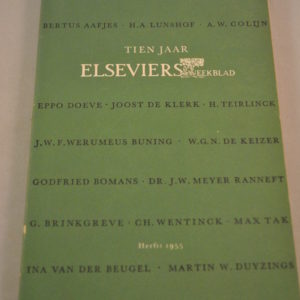 BERTUS AAFJES · H.A. LUNSHOF · A.W. COLIJN
TIEN JAAR
ELSEVIERS WEEKBLAD
EPPO DOEVE · JOOST DE KLERK · H. TEIRLINCK
J.W.F. WERUMEUS BUNING · W.G.N. DE KEIZER
GODFRIED BOMANS · DR. J.W. MEYER RANNEFT
G. BRINKGREVE · CH. WENTINCK · MAX TAK
Herfst 1955
INA VAN DER BEUGEL · MARTIN W. DUYZINGS